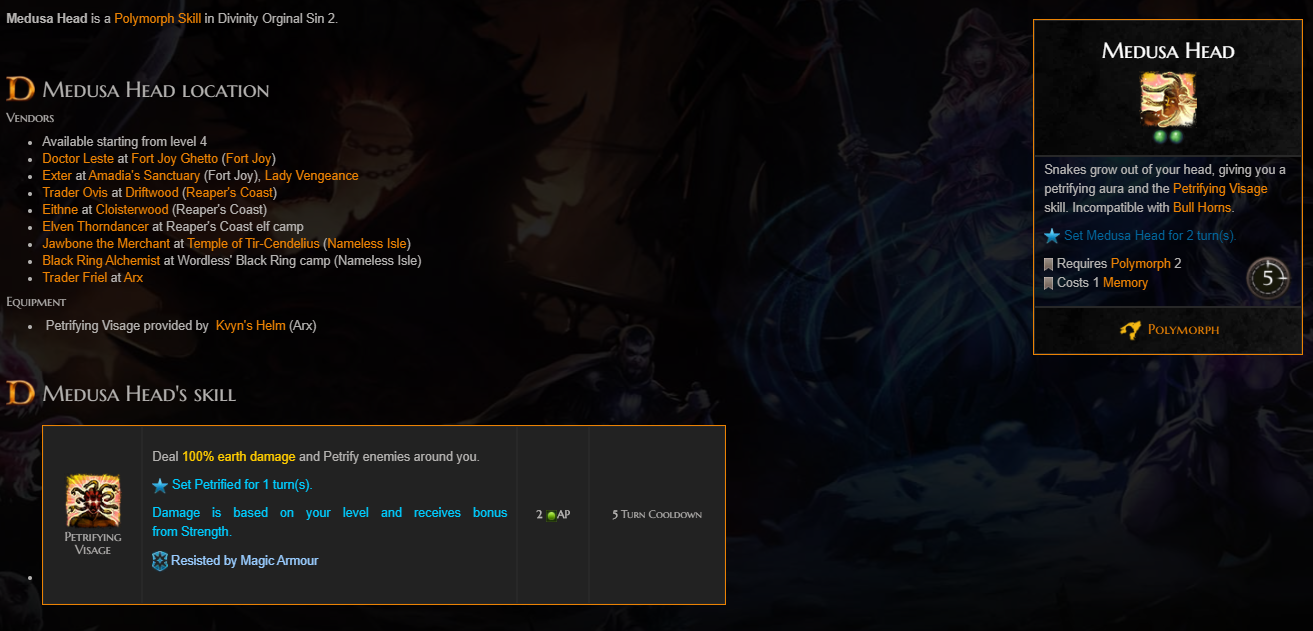 Medusa Head is a Polymorph Skill in Divinity Orginal Sin 2.
Medusa Head location
Vendors
Available starting from level 4
Doctor Leste at Fort Joy Ghetto (Fort Joy)
Exter at Amadia's Sanctuary (Fort Joy), Lady Vengeance
Trader Ovis at Driftwood (Reaper's Coast)
Eithne at Cloisterwood (Reaper's Coast)
Elven Thorndancer at Reaper's Coast elf camp
Jawbone the Merchant at Temple of Tir-Cendelius (Nameless Isle)
Black Ring Alchemist at Wordless' Black Ring camp (Nameless Isle)
Trader Friel at Arx
Equipment
Petrifying Visage provided by Kvyn's Helm (Arx)
Medusa Head's skill
Petrifying
Visage
Deal 100% earth damage and Petrify enemies around you.
Set Petrified for 1 turn(s).
Damage is based on your level and receives bonus
from Strength.
Resisted by Magic Armour
2 AP
5 Turn Cooldown
Medusa Head
Snakes grow out of your head, giving you a
petrifying aura and the Petrifying Visage
skill. Incompatible with Bull Horns.
Set Medusa Head for 2 turn(s).
Requires Polymorph 2
Costs 1 Memory
5
Polymorph